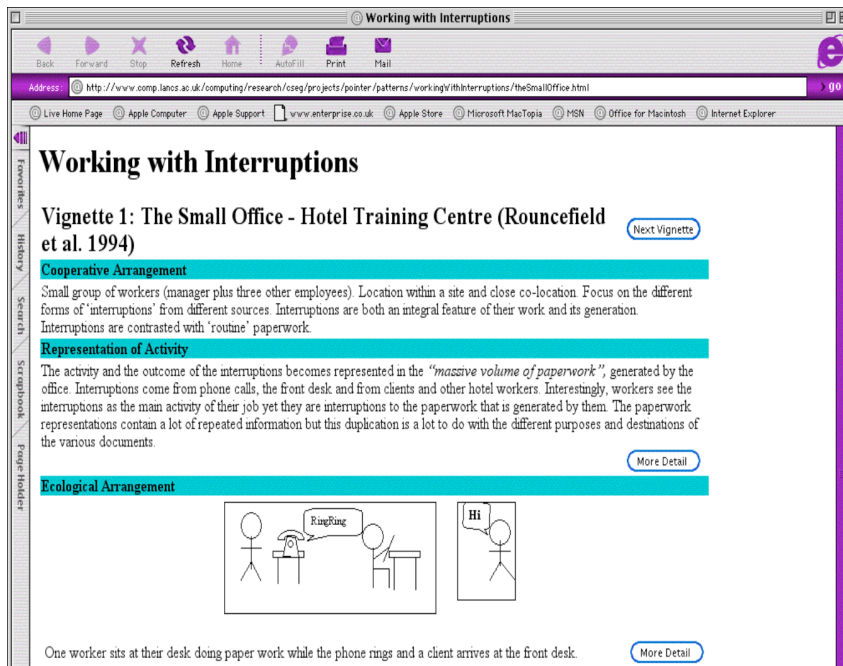 Working with Interruptions
Back Forward Stop Refresh Home AutoFill Print Mail
Address: http://www.comp.lancs.ac.uk/computing/research/cseg/projects/pointer/patterns/workingWithInterruptions/theSmallOffice.html go
Live Home Page Apple Computer Apple Support www.enterprise.co.uk Apple Store Microsoft MacTopia MSN Office for Macintosh Internet Explorer
Favorites
History
Search
Scrapbook
Page Holder
Working with Interruptions
Vignette 1: The Small Office - Hotel Training Centre (Rouncefield
et al. 1994)
Next Vignette
Cooperative Arrangement
Small group of workers (manager plus three other employees). Location within a site and close co-location. Focus on the different
forms of ‘interruptions’ from different sources. Interruptions are both an integral feature of their work and its generation.
Interruptions are contrasted with ‘routine’ paperwork.
Representation of Activity
The activity and the outcome of the interruptions becomes represented in the “massive volume of paperwork”, generated by the
office. Interruptions come from phone calls, the front desk and from clients and other hotel workers. Interestingly, workers see the
interruptions as the main activity of their job yet they are interruptions to the paperwork that is generated by them. The paperwork
representations contain a lot of repeated information but this duplication is a lot to do with the different purposes and destinations of
the various documents.
More Detail
Ecological Arrangement
RingRing
Hi
One worker sits at their desk doing paper work while the phone rings and a client arrives at the front desk.
More Detail